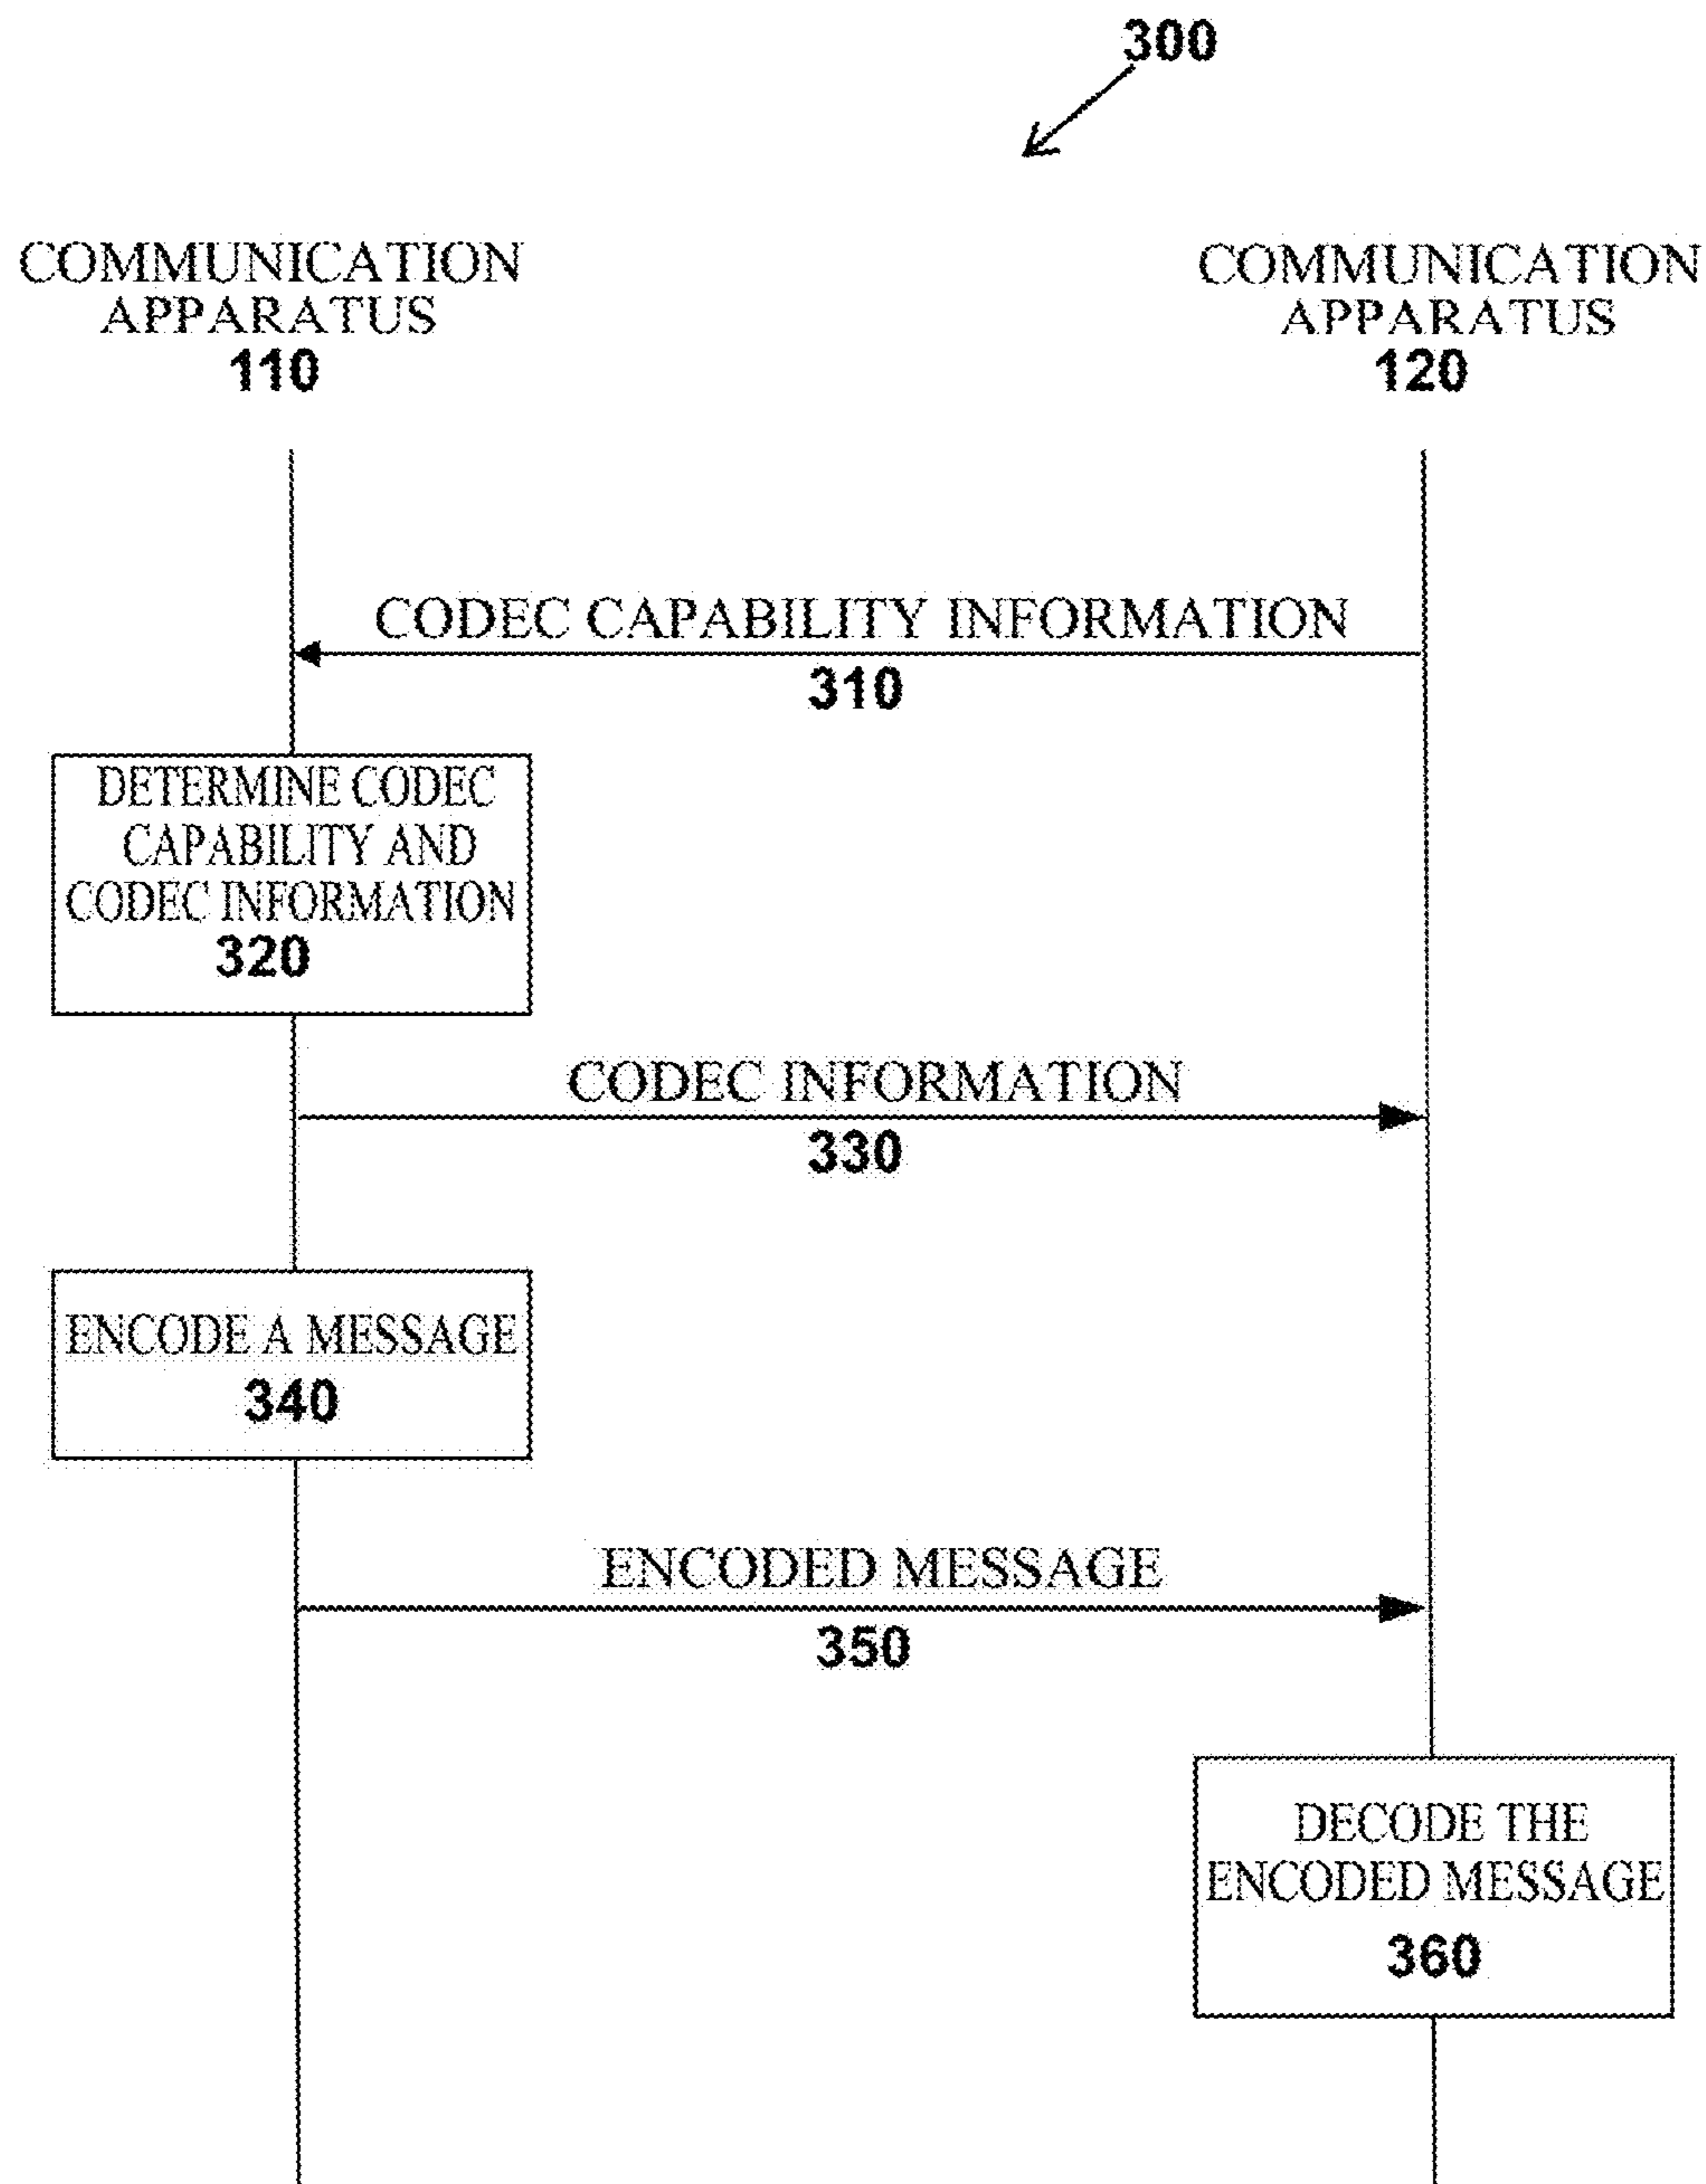 300
COMMUNICATION
APPARATUS
110
COMMUNICATION
APPARATUS
120
CODEC CAPABILITY INFORMATION
310
DETERMINE CODEC
CAPABILITY AND
CODEC INFORMATION
320
CODEC INFORMATION
330
ENCODE A MESSAGE
340
ENCODED MESSAGE
350
DECODE THE
ENCODED MESSAGE
360